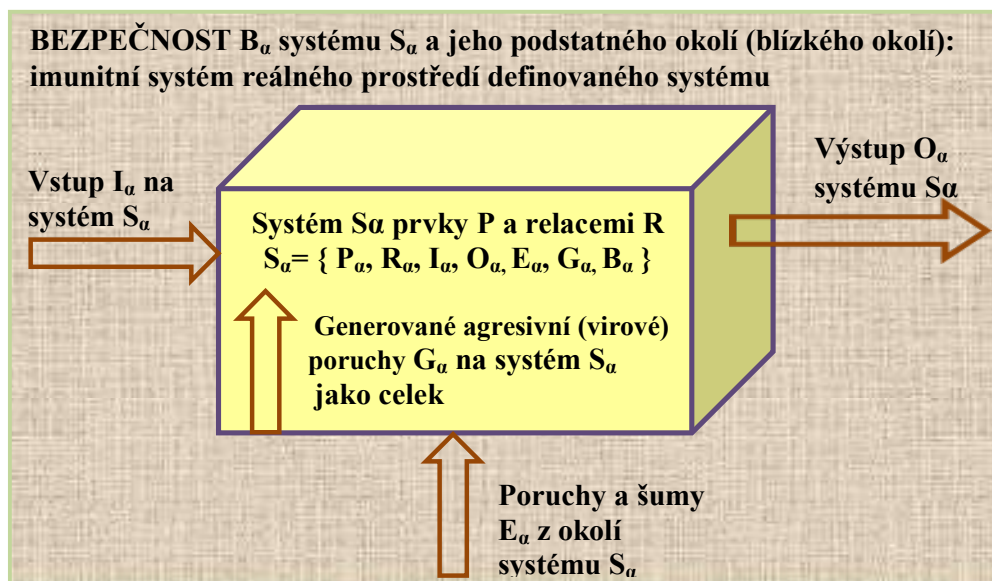 BEZPEČNOST Bα systému Sα a jeho podstatného okolí (blízkého okolí):
imunitní systém reálného prostředí definovaného systému
Vstup Iα na
systém Sα
Systém Sα prvky P a relacemi R
Sα= { Pα, Rα, Iα, Oα, Eα, Gα, Bα }
Generované agresivní (virové)
poruchy Gα na systém Sα
jako celek
Výstup Oα
systému Sα
Poruchy a šumy
Eα z okolí
systému Sα